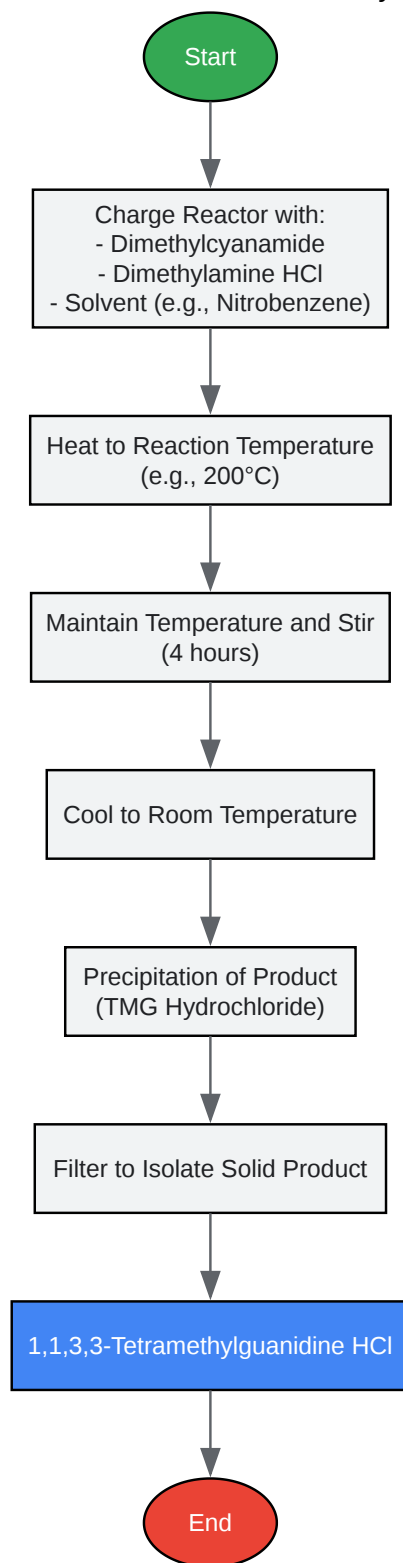 Start
Charge Reactor with:
- Dimethylcyanamide
- Dimethylamine HCl
- Solvent (e.g., Nitrobenzene)
Heat to Reaction Temperature
(e.g., 200°C)
Maintain Temperature and Stir
(4 hours)
Cool to Room Temperature
Precipitation of Product
(TMG Hydrochloride)
Filter to Isolate Solid Product
1,1,3,3-Tetramethylguanidine HCl
End